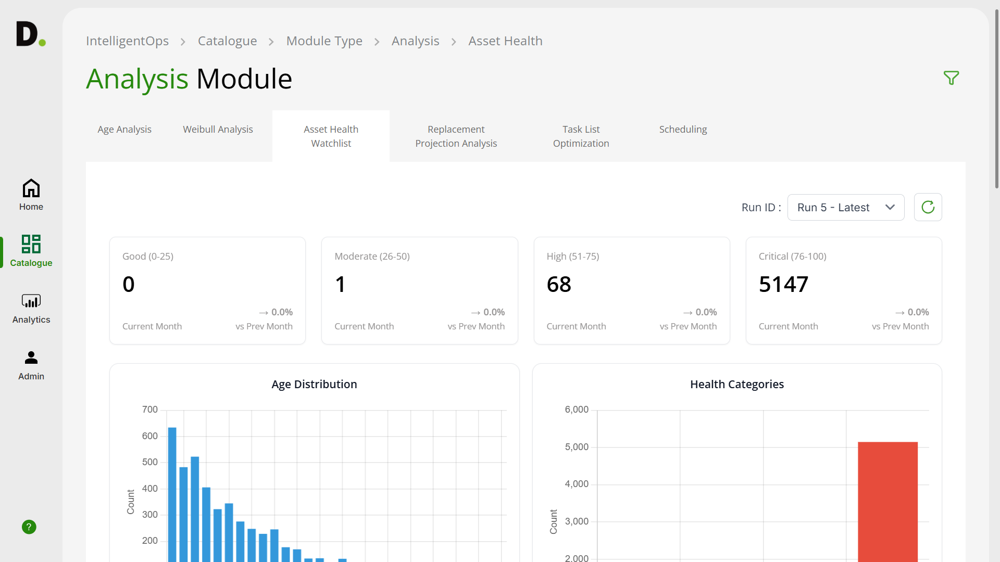 D.
IntelligentOps > Catalogue > Module Type > Analysis > Asset Health
Analysis Module
Age Analysis
Weibull Analysis
Asset Health
Watchlist
Replacement
Projection Analysis
Task List
Optimization
Scheduling
Home
Catalogue
Analytics
Admin
?
Run ID : Run 5 - Latest
Good (0-25)
0
→ 0.0%
Current Month vs Prev Month
Moderate (26-50)
1
→ 0.0%
Current Month vs Prev Month
High (51-75)
68
→ 0.0%
Current Month vs Prev Month
Critical (76-100)
5147
→ 0.0%
Current Month vs Prev Month
Age Distribution
700
600
500
400
300
200
Count
Health Categories
6,000
5,000
4,000
3,000
2,000
Count